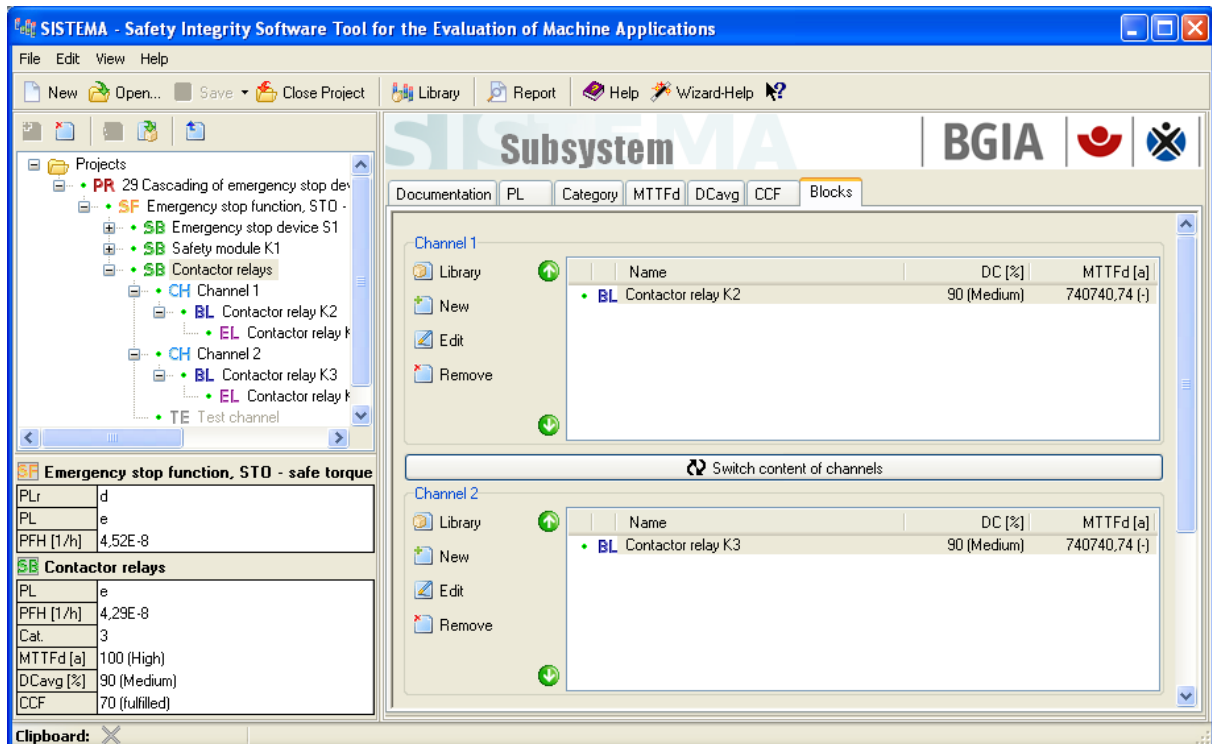 SISTEMA - Safety Integrity Software Tool for the Evaluation of Machine Applications
File Edit View Help
New Open... Save Close Project Library Report Help Wizard-Help
SISTEMA
Subsystem
BGIA
Projects
PR 29 Cascading of emergency stop dev
SF Emergency stop function, STO -
SB Emergency stop device S1
SB Safety module K1
SB Contactor relays
CH Channel 1
BL Contactor relay K2
EL Contactor relay K
CH Channel 2
BL Contactor relay K3
EL Contactor relay K
TE Test channel
SF Emergency stop function, STO - safe torque
PLr d
PL e
PFH [1/h] 4,52E-8
SB Contactor relays
PL e
PFH [1/h] 4,29E-8
Cat. 3
MTTFd [a] 100 (High)
DCavg [%] 90 (Medium)
CCF 70 (fulfilled)
Documentation PL Category MTTFd DCavg CCF Blocks
Channel 1
Library
New
Edit
Remove
Name DC [%] MTTFd [a]
BL Contactor relay K2 90 (Medium) 740740,74 (-)
Switch content of channels
Channel 2
Library
New
Edit
Remove
Name DC [%] MTTFd [a]
BL Contactor relay K3 90 (Medium) 740740,74 (-)
Clipboard: